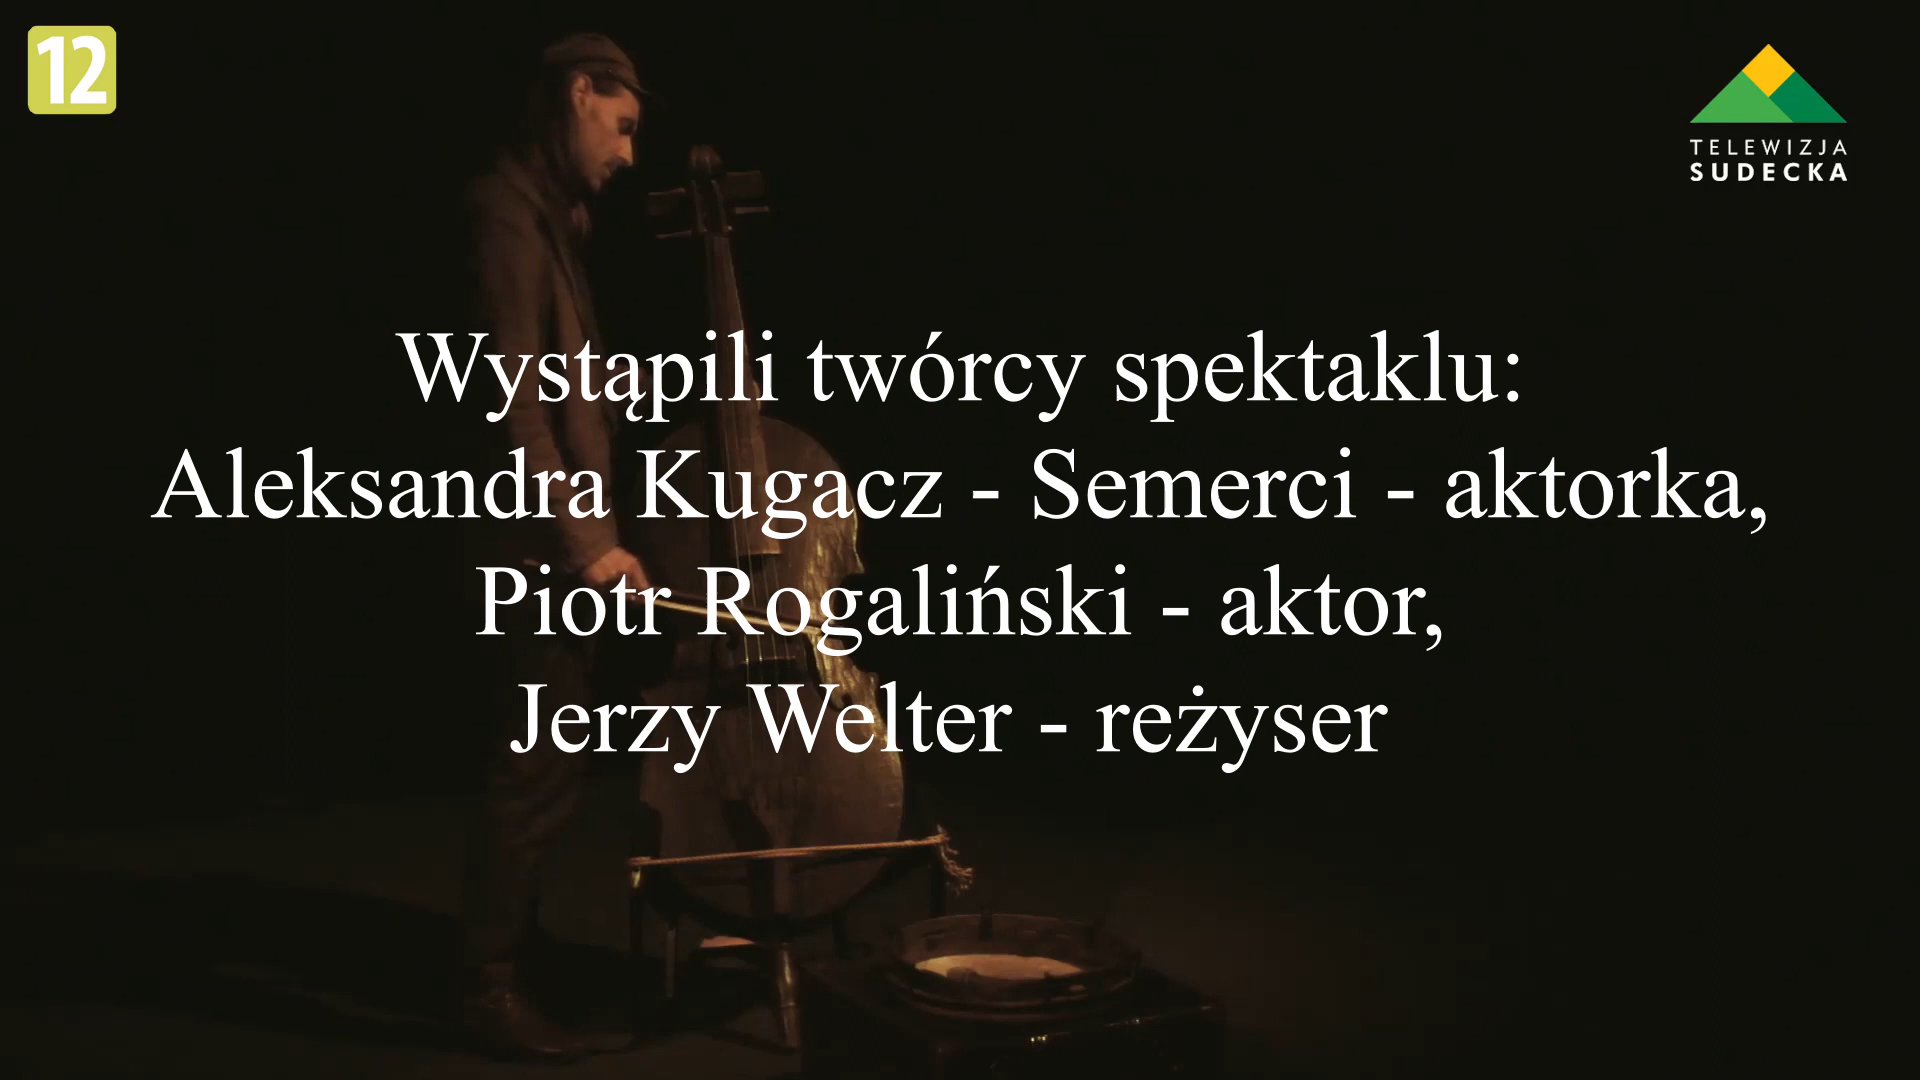 12
TELEWIZJA
SUDECKA
Wystąpili twórcy spektaklu:
Aleksandra Kugacz - Semerci - aktorka,
Piotr Rogaliński - aktor,
Jerzy Welter - reżyser